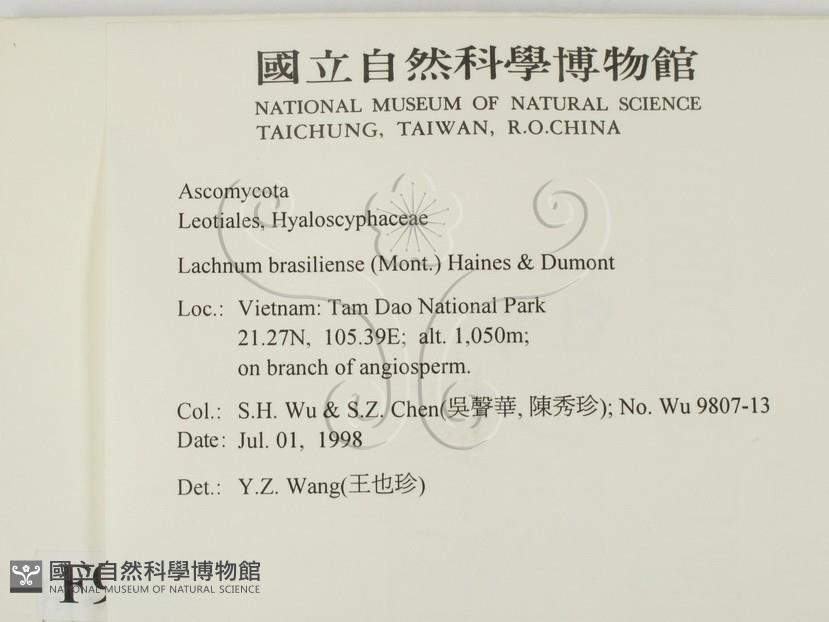 國立自然科學博物館
NATIONAL MUSEUM OF NATURAL SCIENCE
TAICHUNG, TAIWAN, R.O.CHINA
Ascomycota
Leotiales, Hyaloscyphaceae
Lachnum brasiliense (Mont.) Haines & Dumont
Loc.: Vietnam: Tam Dao National Park
21.27N, 105.39E; alt. 1,050m;
on branch of angiosperm.
Col.: S.H. Wu & S.Z. Chen(吳聲華, 陳秀珍); No. Wu 9807-13
Date: Jul. 01, 1998
Det.: Y.Z. Wang(王也珍)
國立自然科學博物館
NATIONAL MUSEUM OF NATURAL SCIENCE